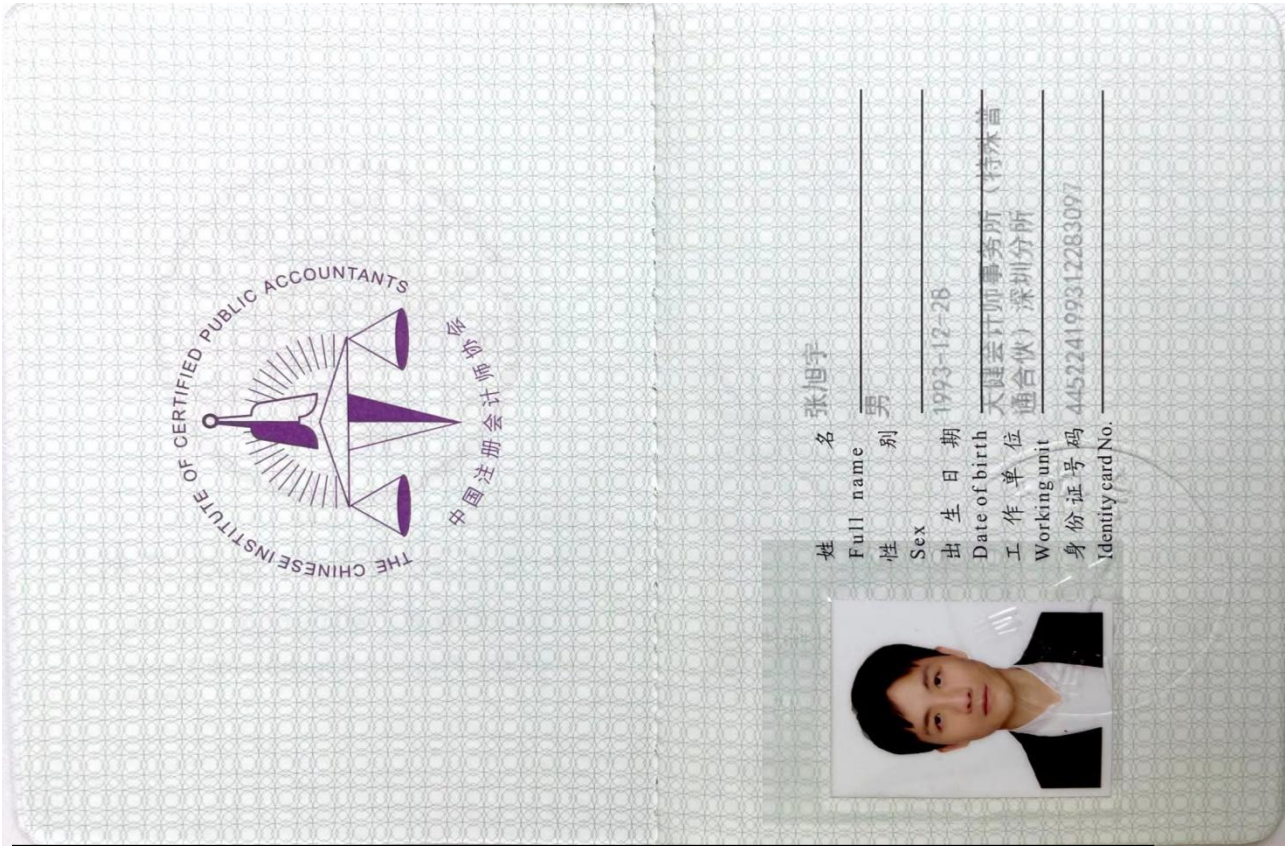 THE CHINESE INSTITUTE OF CERTIFIED PUBLIC ACCOUNTANTS
中国注册会计师协会
姓 名 张旭宇
Full name
性 别 男
Sex
出 生 日 期 1993-12-28
Date of birth
工 作 单 位 天健会计师事务所（特殊普
Working unit 通合伙）深圳分所
身份证号码 445224199312283097
Identity card No.